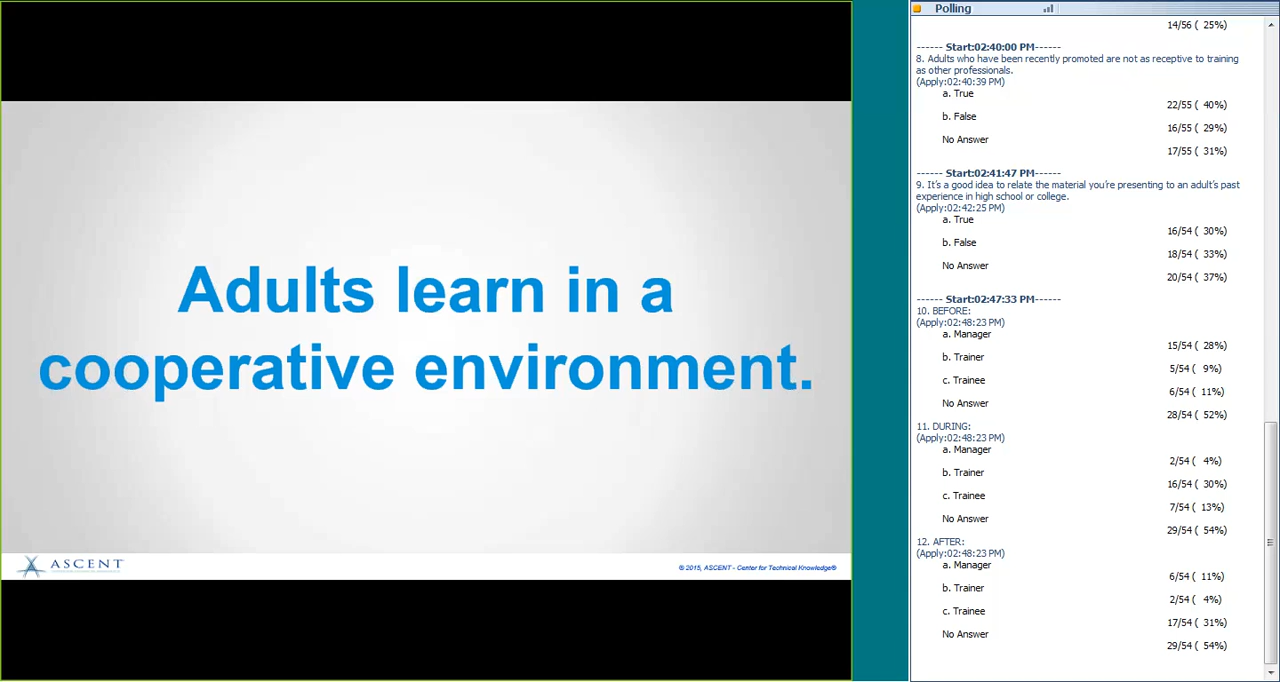 Adults learn in a
cooperative environment.
ASCENT
© 2015, ASCENT - Center for Technical Knowledge®
Polling
14/56 ( 25%)
------ Start:02:40:00 PM------
8. Adults who have been recently promoted are not as receptive to training
as other professionals.
(Apply:02:40:39 PM)
a. True
22/55 ( 40%)
b. False
16/55 ( 29%)
No Answer
17/55 ( 31%)
------ Start:02:41:47 PM------
9. It's a good idea to relate the material you're presenting to an adult's past
experience in high school or college.
(Apply:02:42:25 PM)
a. True
16/54 ( 30%)
b. False
18/54 ( 33%)
No Answer
20/54 ( 37%)
------ Start:02:47:33 PM------
10. BEFORE:
(Apply:02:48:23 PM)
a. Manager
15/54 ( 28%)
b. Trainer
5/54 ( 9%)
c. Trainee
6/54 ( 11%)
No Answer
28/54 ( 52%)
11. DURING:
(Apply:02:48:23 PM)
a. Manager
2/54 ( 4%)
b. Trainer
16/54 ( 30%)
c. Trainee
7/54 ( 13%)
No Answer
29/54 ( 54%)
12. AFTER:
(Apply:02:48:23 PM)
a. Manager
6/54 ( 11%)
b. Trainer
2/54 ( 4%)
c. Trainee
17/54 ( 31%)
No Answer
29/54 ( 54%)